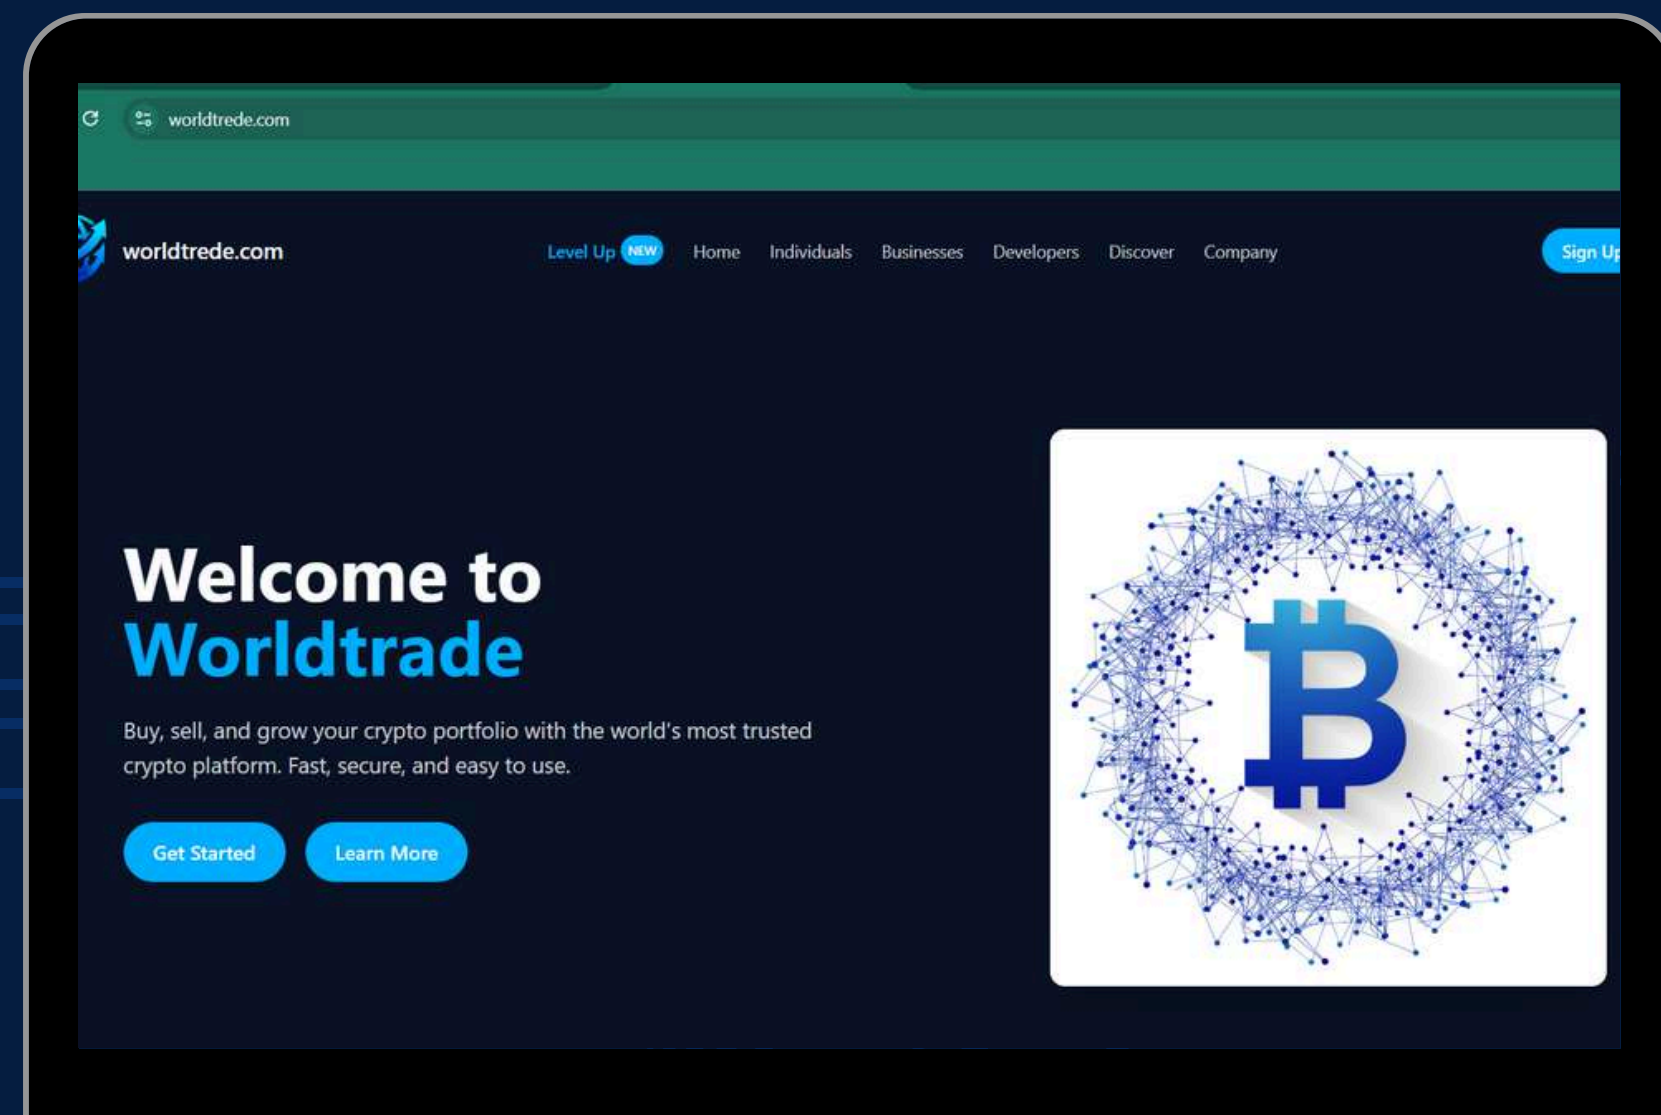 worldtrede.com
worldtrede.com
Level Up NEW Home Individuals Businesses Developers Discover Company
Sign Up
Welcome to
Worldtrade
Buy, sell, and grow your crypto portfolio with the world's most trusted
crypto platform. Fast, secure, and easy to use.
Get Started
Learn More